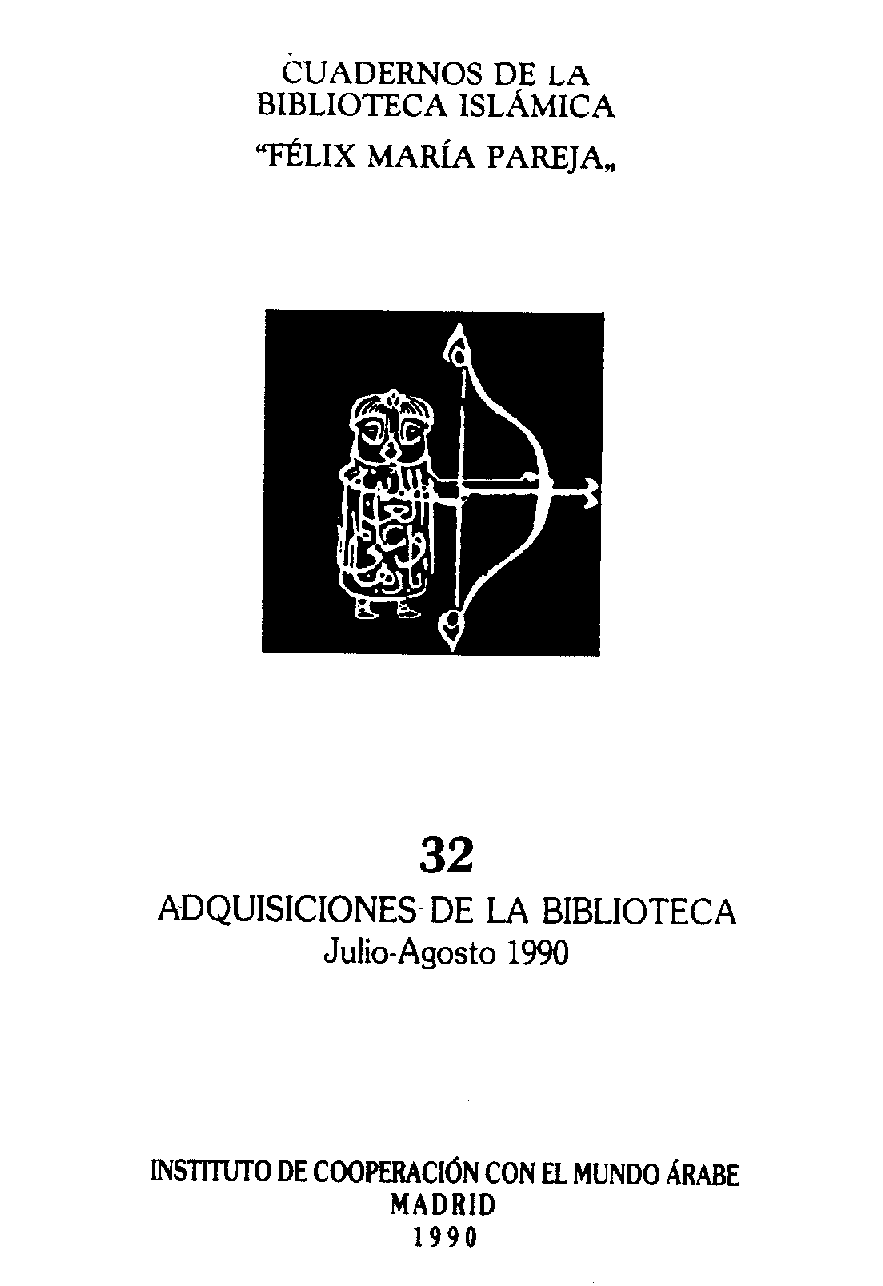 CUADERNOS DE LA
BIBLIOTECA ISLÁMICA
“FÉLIX MARÍA PAREJA„
32
ADQUISICIONES DE LA BIBLIOTECA
Julio-Agosto 1990
INSTITUTO DE COOPERACIÓN CON EL MUNDO ÁRABE
MADRID
1990